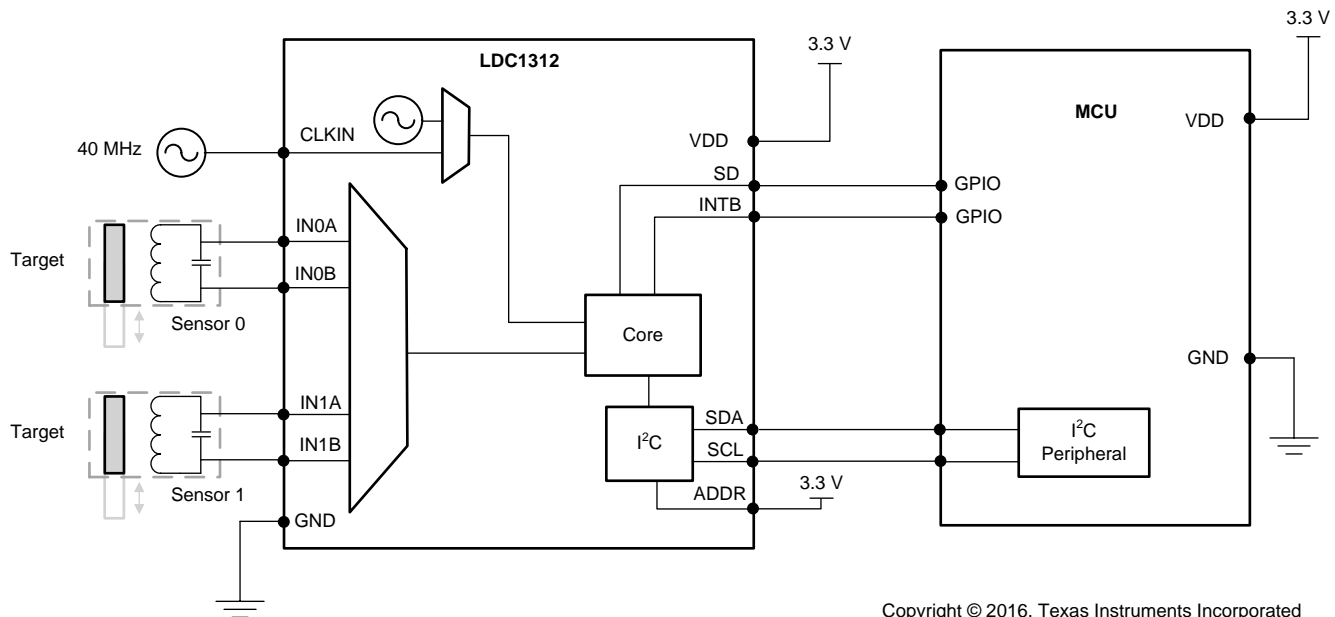 3.3 V
3.3 V
LDC1312
MCU
VDD
40 MHz
CLKIN
VDD
SD
GPIO
INTB
GPIO
IN0A
Target
IN0B
Sensor 0
Core
GND
IN1A
Target
IN1B
Sensor 1
I²C
SDA
SCL
ADDR
3.3 V
I²C
Peripheral
GND
Copyright © 2016, Texas Instruments Incorporated